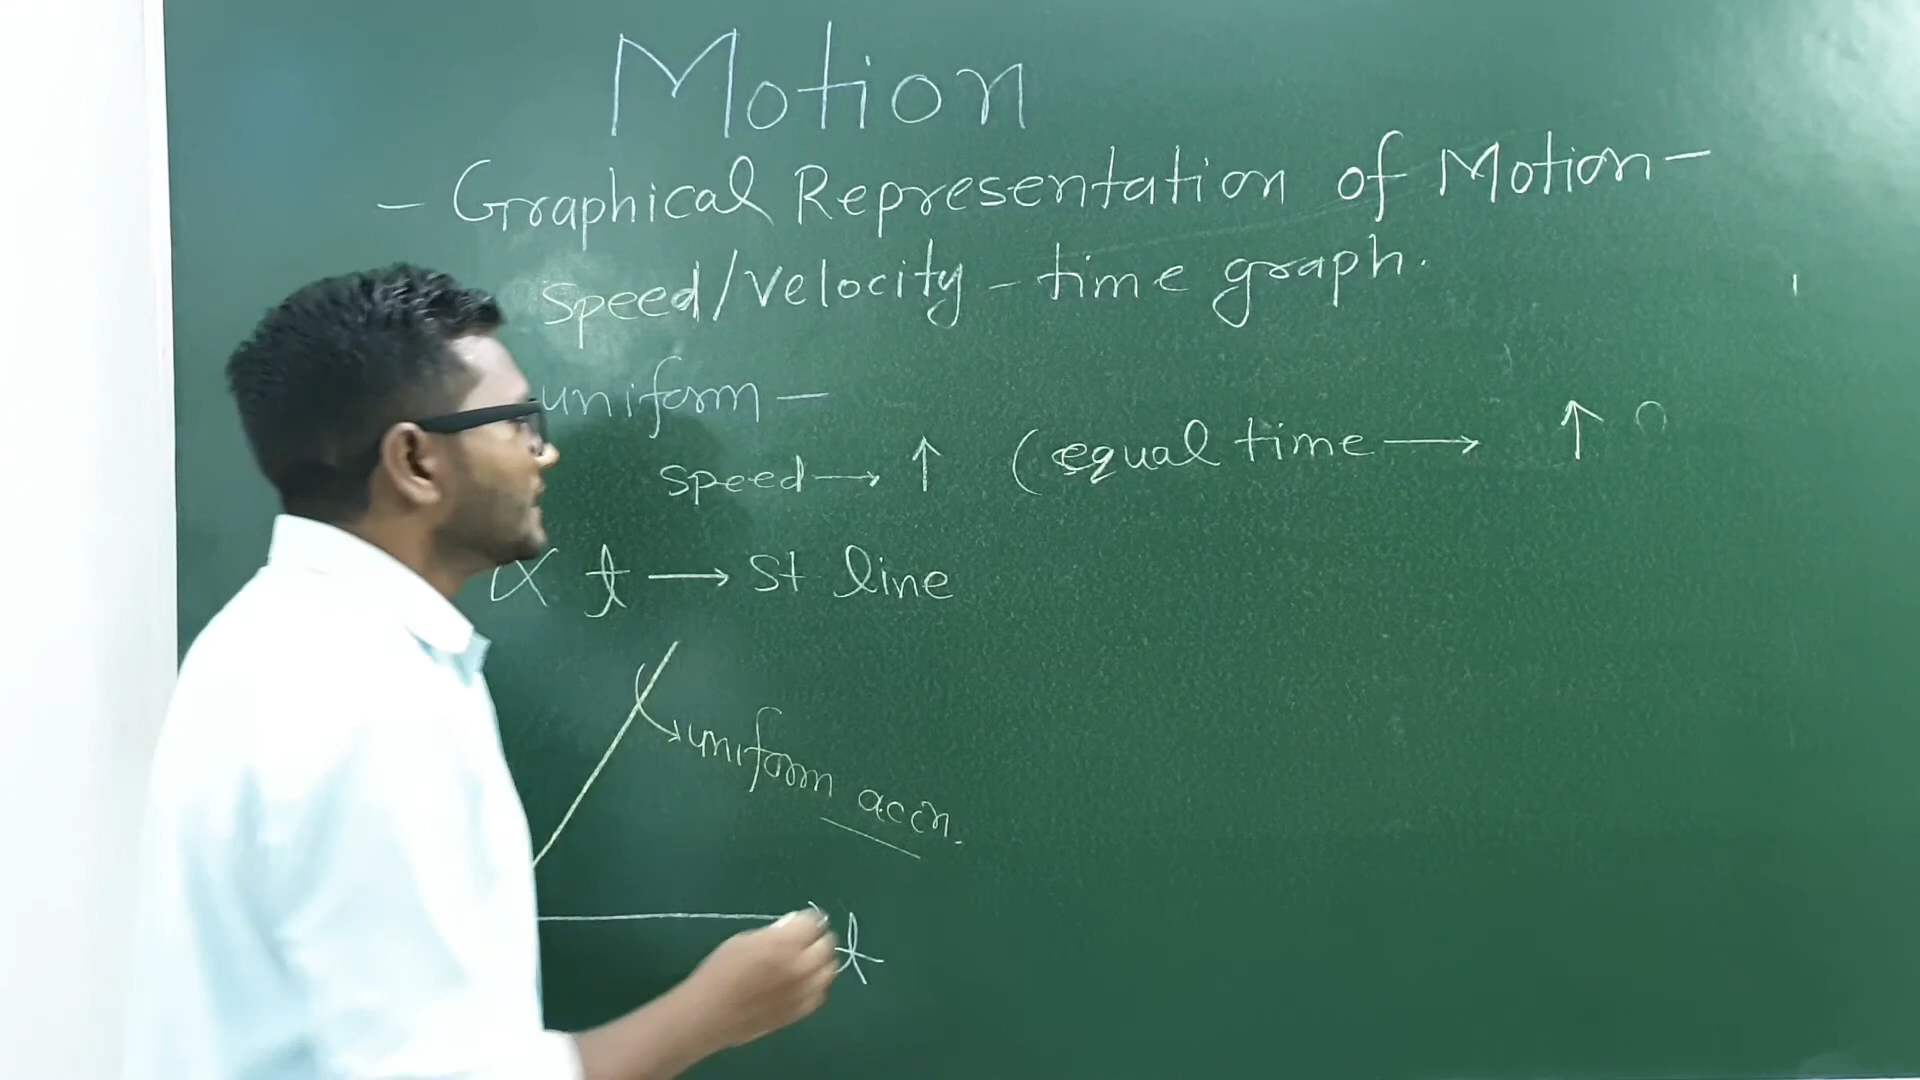 Motion
- Graphical Representation of Motion -
Speed/Velocity - time graph.
uniform -
speed → ↑ (equal time → ↑
∝ t → St line
uniform accn.
t